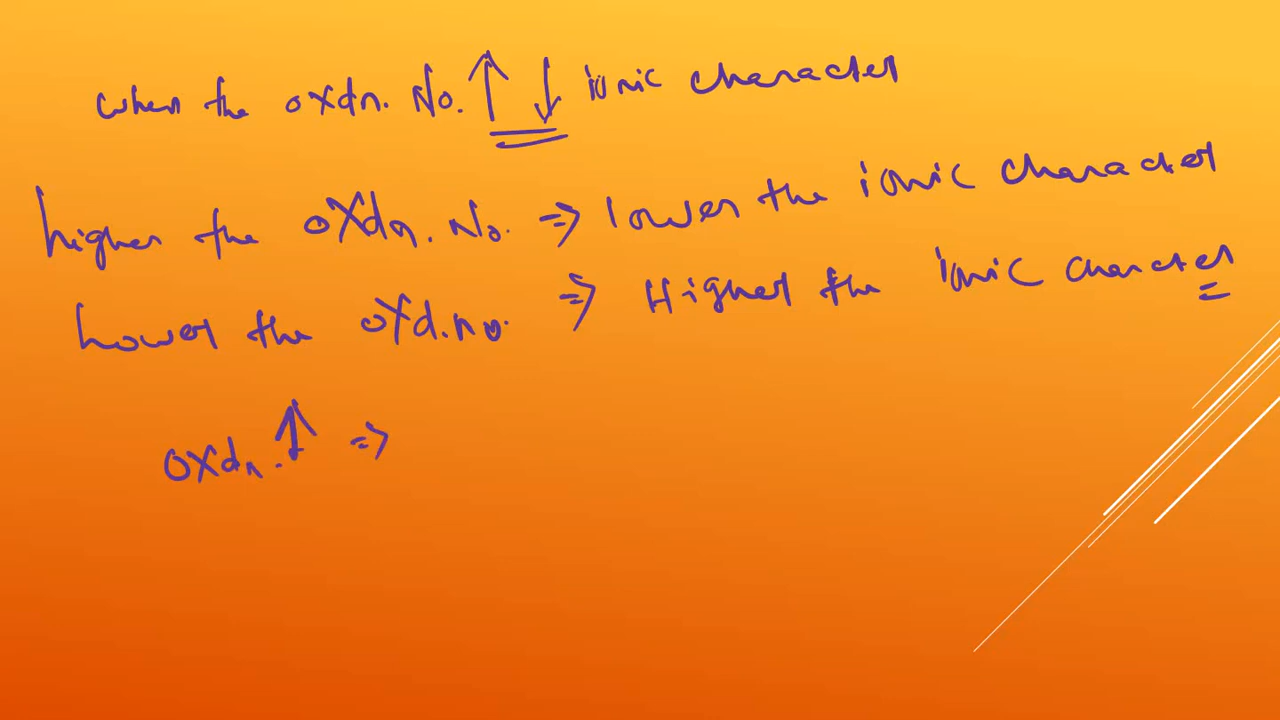 when the oxdn. No. ↑ ↓ ionic character
higher the oxdn. No. ⇒ lower the ionic character
Lower the oxd.no. ⇒ Higher the ionic charcter
oxdn. ↑ ⇒